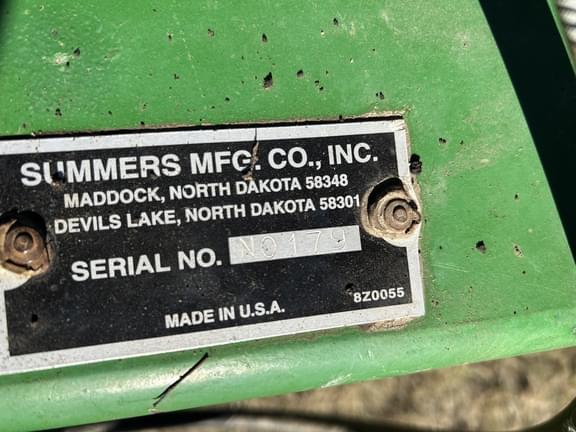 SUMMERS MFG. CO., INC.
MADDOCK, NORTH DAKOTA 58348
DEVILS LAKE, NORTH DAKOTA 58301
SERIAL NO. N0179
MADE IN U.S.A.
8Z0055